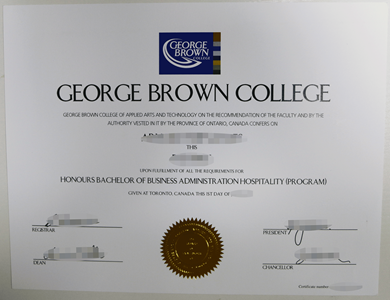 GEORGE
BROWN
COLLEGE
GEORGE BROWN COLLEGE
GEORGE BROWN COLLEGE OF APPLIED ARTS AND TECHNOLOGY ON THE RECOMMENDATION OF THE FACULTY AND BY THE
AUTHORITY VESTED IN IT BY THE PROVINCE OF ONTARIO, CANADA CONFERS ON
THIS
UPON FULFILLMENT OF ALL THE REQUIREMENTS FOR
HONOURS BACHELOR OF BUSINESS ADMINISTRATION HOSPITALITY (PROGRAM)
GIVEN AT TORONTO, CANADA THIS 1ST DAY OF
REGISTRAR
PRESIDENT
DEAN
CHANCELLOR
Certificate number